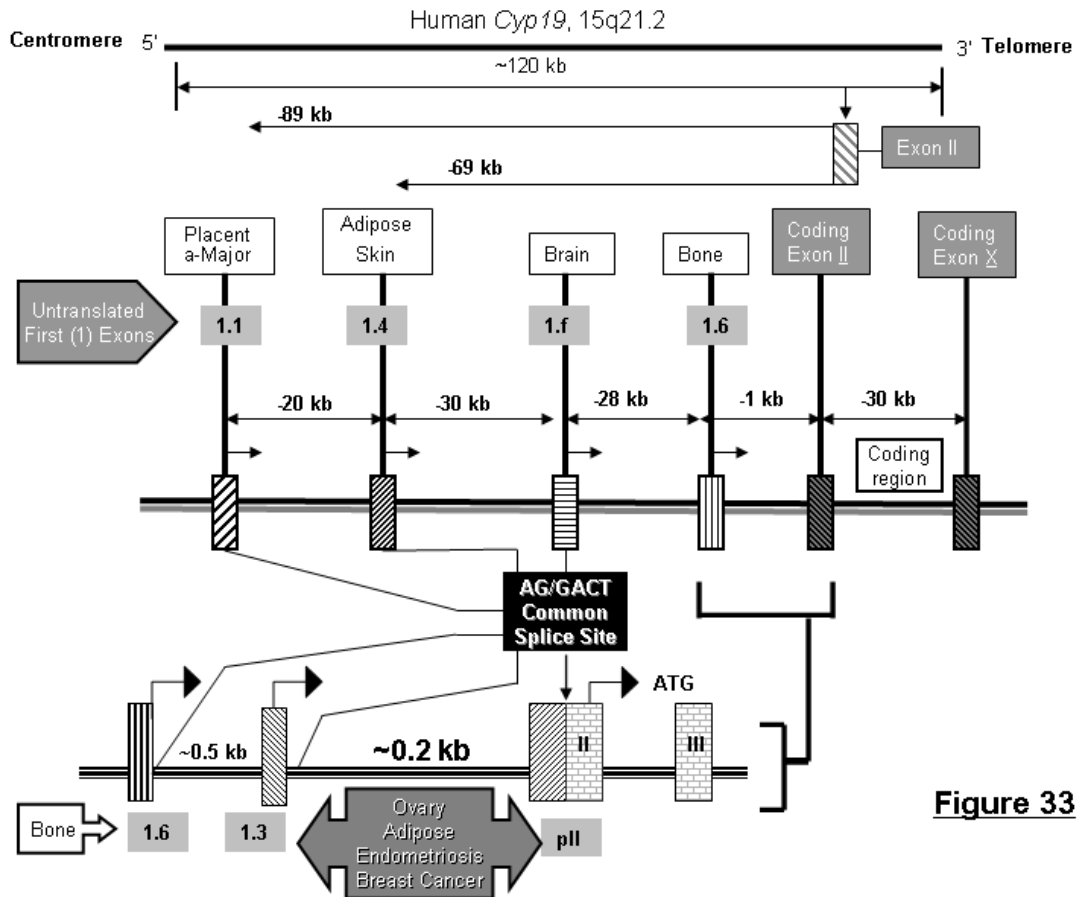 Human Cyp19, 15q21.2
Centromere 5' 3' Telomere
~120 kb
-89 kb
Exon II
-69 kb
Placent
a-Major
Adipose
Skin
Brain
Bone
Coding
Exon II
Coding
Exon X
Untranslated
First (1) Exons
1.1
1.4
1.f
1.6
-20 kb
-30 kb
-28 kb
-1 kb
-30 kb
Coding
region
AG/GACT
Common
Splice Site
ATG
II
III
~0.5 kb
~0.2 kb
Bone
1.6
1.3
Ovary
Adipose
Endometriosis
Breast Cancer
pII
Figure 33